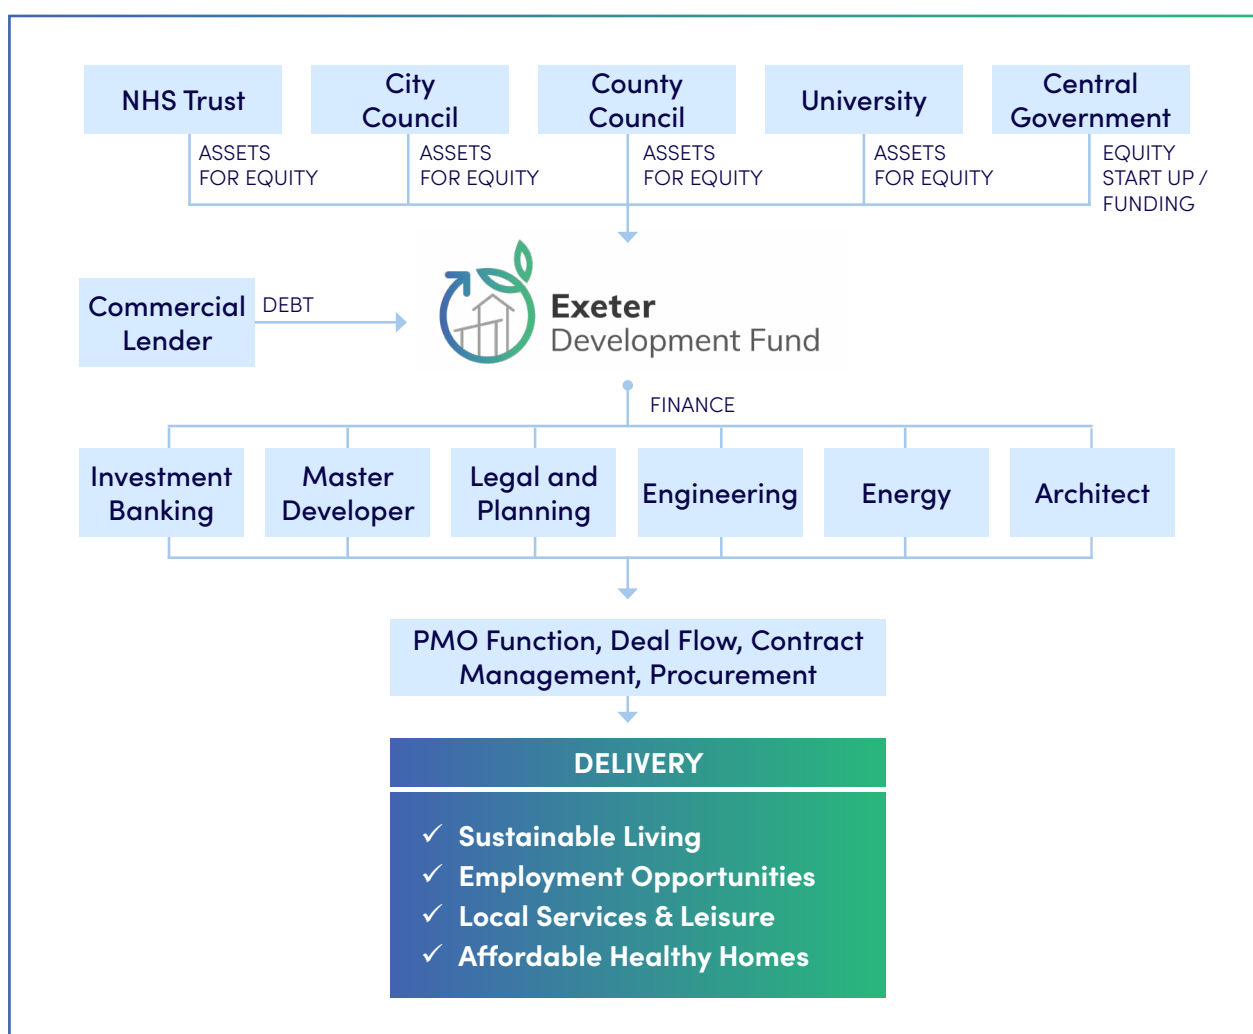 NHS Trust
City
Council
County
Council
University
Central
Government
ASSETS
FOR EQUITY
ASSETS
FOR EQUITY
ASSETS
FOR EQUITY
ASSETS
FOR EQUITY
EQUITY
START UP /
FUNDING
Commercial
Lender
DEBT
Exeter
Development Fund
FINANCE
Investment
Banking
Master
Developer
Legal and
Planning
Engineering
Energy
Architect
PMO Function, Deal Flow, Contract
Management, Procurement
DELIVERY
✓ Sustainable Living
✓ Employment Opportunities
✓ Local Services & Leisure
✓ Affordable Healthy Homes